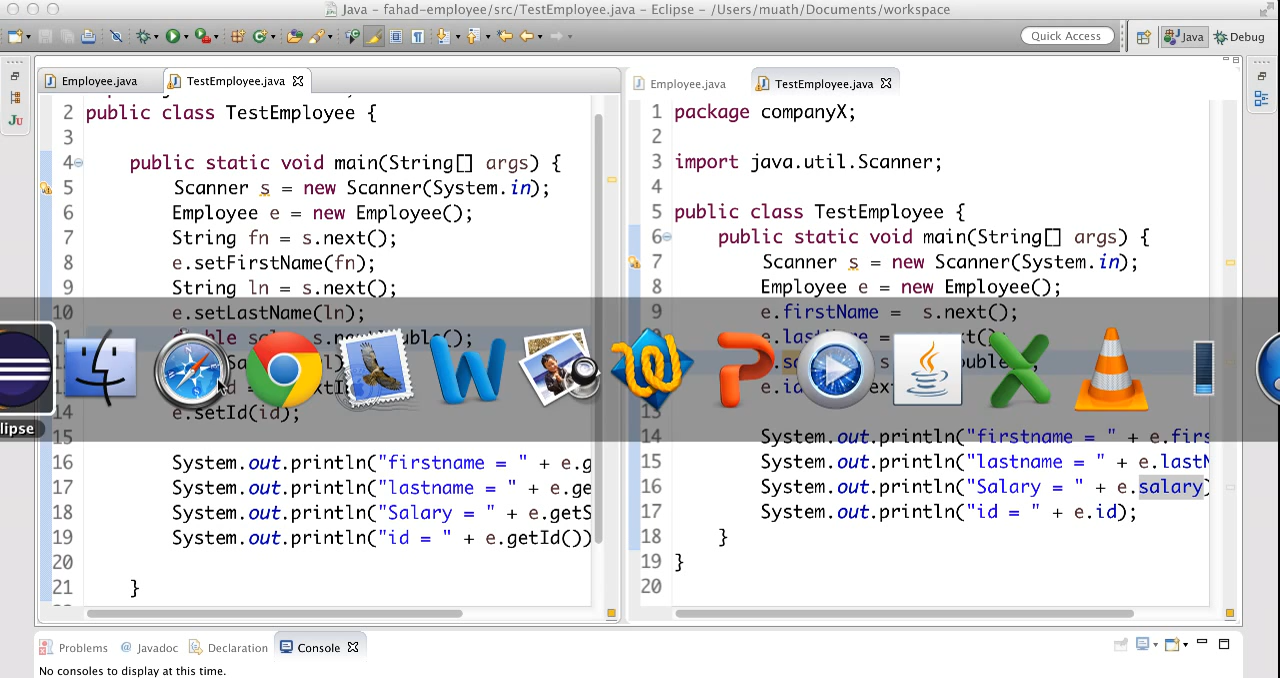 Java - fahad-employee/src/TestEmployee.java - Eclipse - /Users/muath/Documents/workspace
Quick Access
Java
Debug
Employee.java
TestEmployee.java
2 public class TestEmployee {
3
4 public static void main(String[] args) {
5 Scanner s = new Scanner(System.in);
6 Employee e = new Employee();
7 String fn = s.next();
8 e.setFirstName(fn);
9 String ln = s.next();
10 e.setLastName(ln);
14 e.setId(id);
15
16 System.out.println("firstname = " + e.g
17 System.out.println("lastname = " + e.ge
18 System.out.println("Salary = " + e.getS
19 System.out.println("id = " + e.getId())
20
21 }
Employee.java
TestEmployee.java
1 package companyX;
2
3 import java.util.Scanner;
4
5 public class TestEmployee {
6 public static void main(String[] args) {
7 Scanner s = new Scanner(System.in);
8 Employee e = new Employee();
9 e.firstName = s.next();
13
14 System.out.println("firstname = " + e.firs
15 System.out.println("lastname = " + e.lastN
16 System.out.println("Salary = " + e.salary)
17 System.out.println("id = " + e.id);
18 }
19 }
20
lipse
Problems
Javadoc
Declaration
Console
No consoles to display at this time.